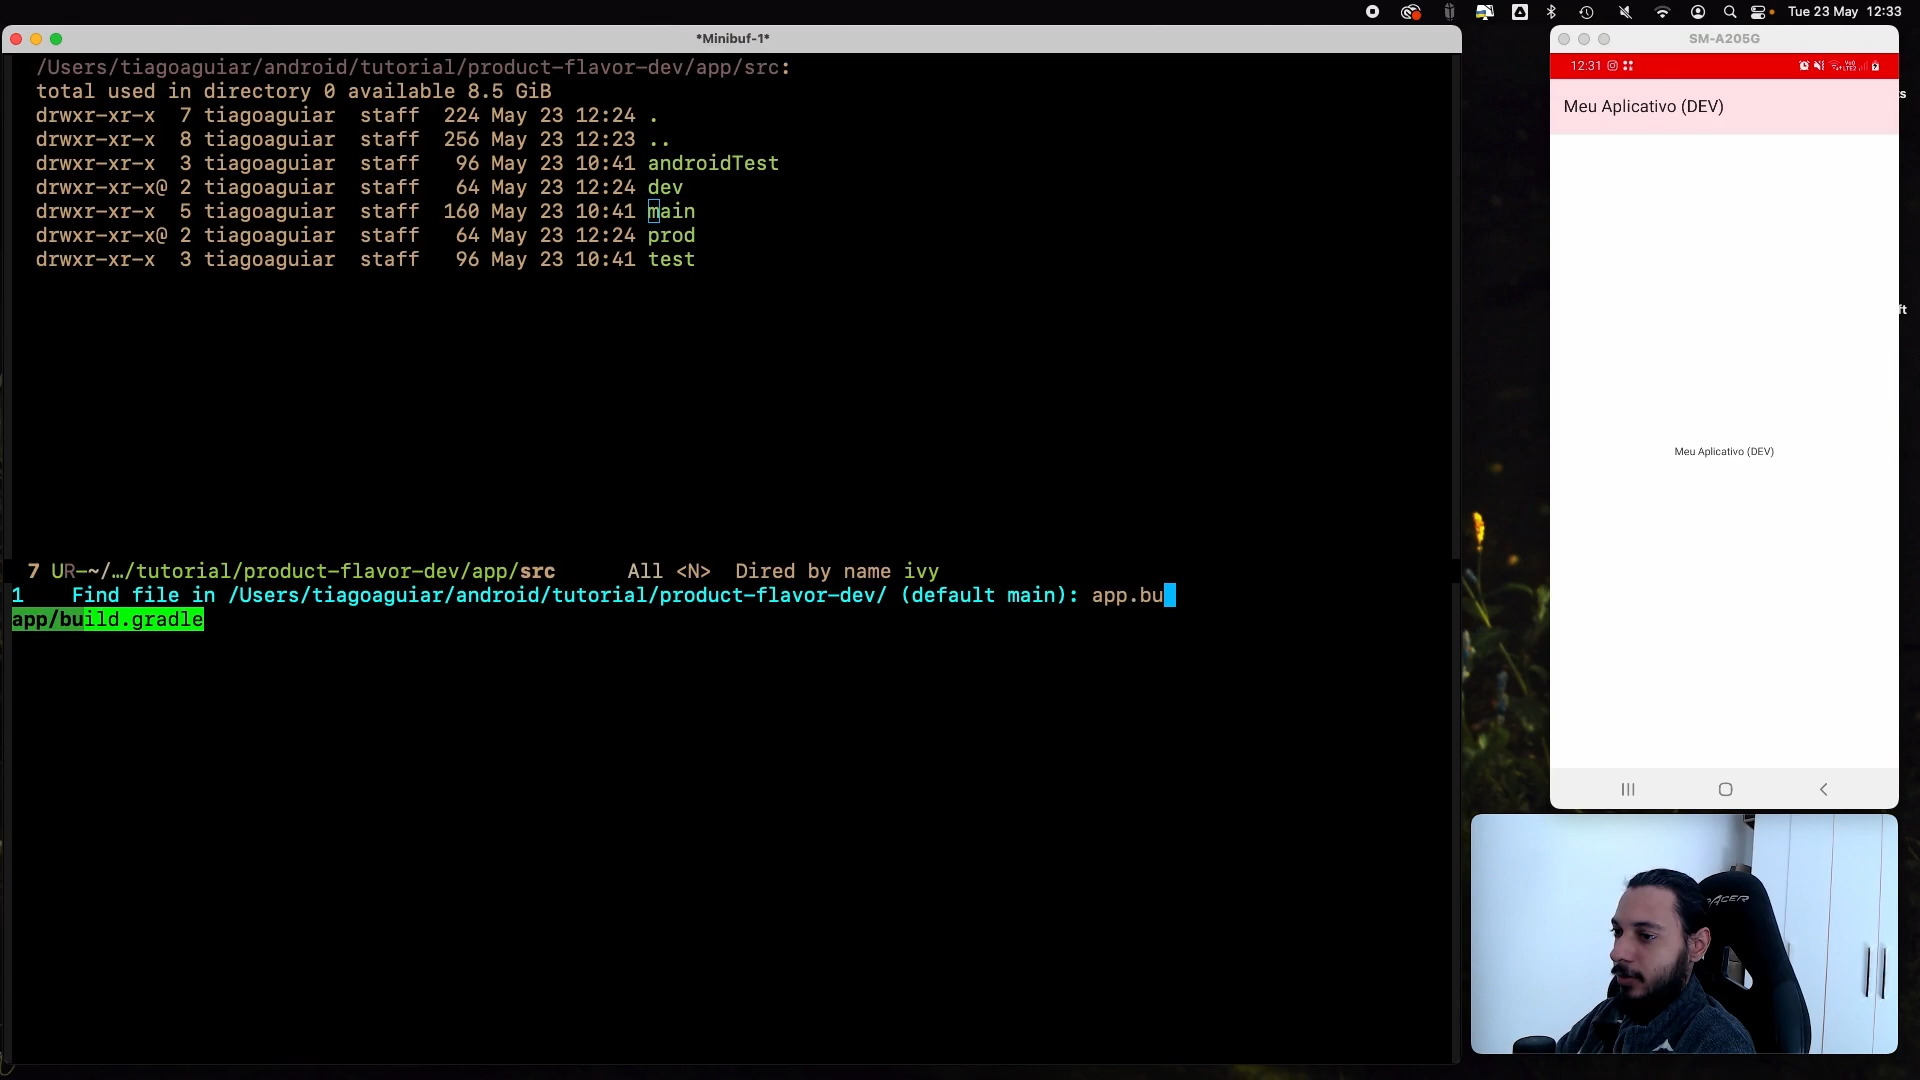 Tue 23 May 12:33
*Minibuf-1*
/Users/tiagoaguiar/android/tutorial/product-flavor-dev/app/src:
total used in directory 0 available 8.5 GiB
drwxr-xr-x  7 tiagoaguiar  staff  224 May 23 12:24 .
drwxr-xr-x  8 tiagoaguiar  staff  256 May 23 12:23 ..
drwxr-xr-x  3 tiagoaguiar  staff   96 May 23 10:41 androidTest
drwxr-xr-x@ 2 tiagoaguiar  staff   64 May 23 12:24 dev
drwxr-xr-x  5 tiagoaguiar  staff  160 May 23 10:41 main
drwxr-xr-x@ 2 tiagoaguiar  staff   64 May 23 12:24 prod
drwxr-xr-x  3 tiagoaguiar  staff   96 May 23 10:41 test
7 UR-~/…/tutorial/product-flavor-dev/app/src      All <N>  Dired by name ivy
1    Find file in /Users/tiagoaguiar/android/tutorial/product-flavor-dev/ (default main): app.bu
app/build.gradle
SM-A205G
12:31
Meu Aplicativo (DEV)
Meu Aplicativo (DEV)
s
ft